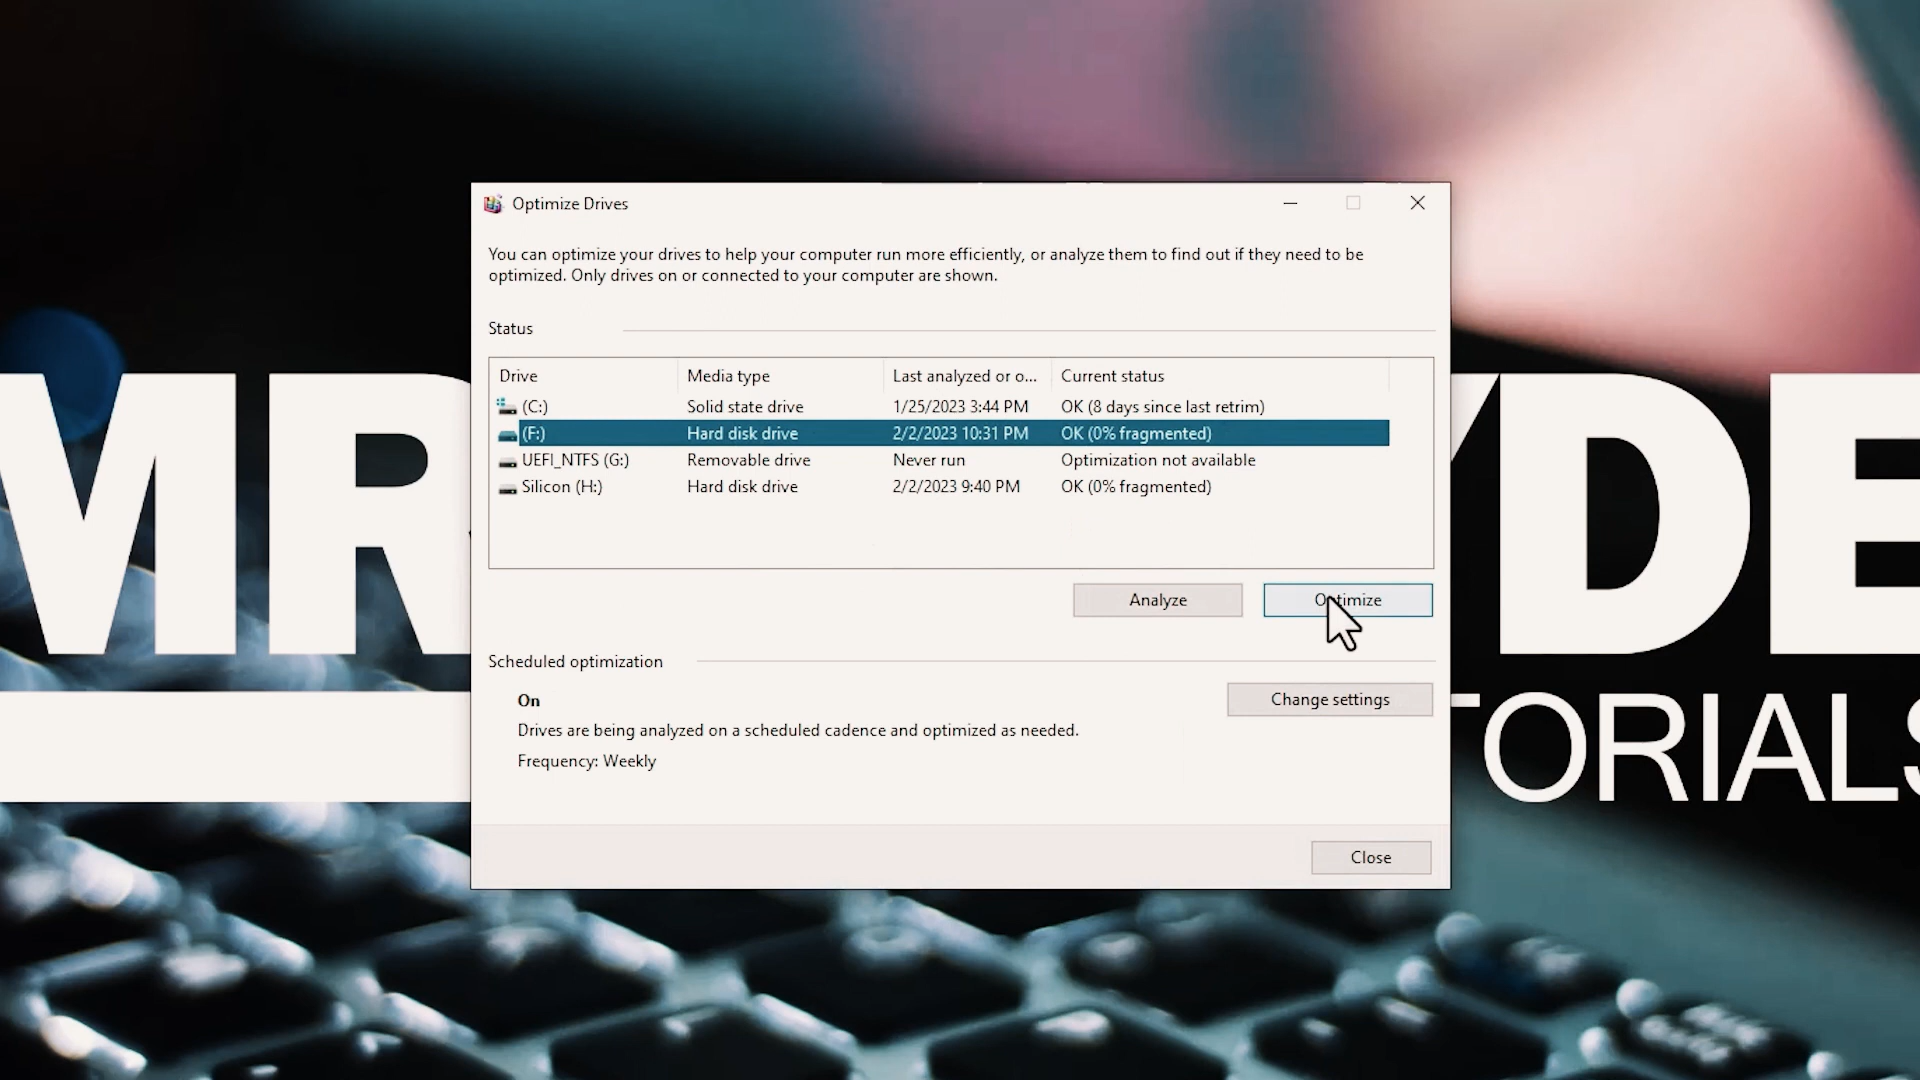 Optimize Drives
You can optimize your drives to help your computer run more efficiently, or analyze them to find out if they need to be
optimized. Only drives on or connected to your computer are shown.
Status
Drive Media type Last analyzed or o... Current status
(C:) Solid state drive 1/25/2023 3:44 PM OK (8 days since last retrim)
(F:) Hard disk drive 2/2/2023 10:31 PM OK (0% fragmented)
UEFI_NTFS (G:) Removable drive Never run Optimization not available
Silicon (H:) Hard disk drive 2/2/2023 9:40 PM OK (0% fragmented)
Analyze Optimize
Scheduled optimization
On
Change settings
Drives are being analyzed on a scheduled cadence and optimized as needed.
Frequency: Weekly
Close
MR YDE
TORIALS